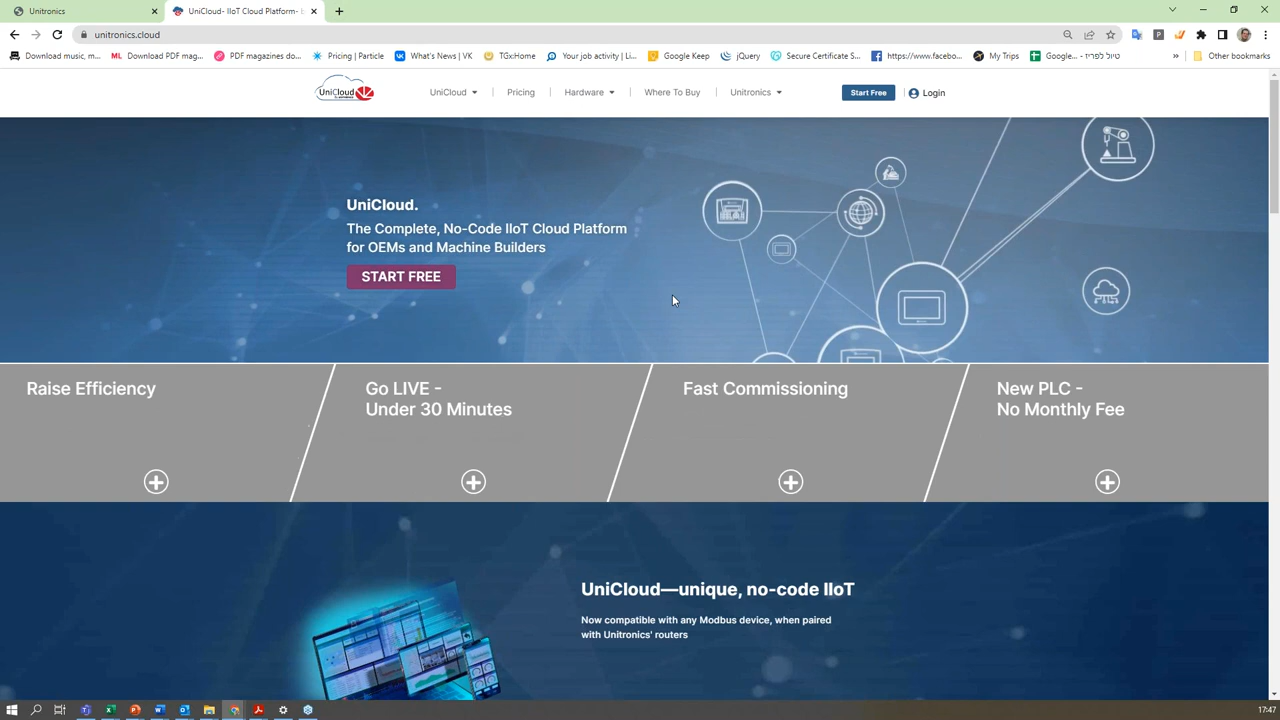 Unitronics
UniCloud- IIoT Cloud Platform- i
unitronics.cloud
Download music, m...
Download PDF mag...
PDF magazines do...
Pricing | Particle
What's News | VK
TGx:Home
Your job activity | Li...
Google Keep
jQuery
Secure Certificate S...
https://www.facebo...
My Trips
Google... - טיול לפריז
Other bookmarks
UniCloud
UniCloud
Pricing
Hardware
Where To Buy
Unitronics
Start Free
Login
UniCloud.
The Complete, No-Code IIoT Cloud Platform
for OEMs and Machine Builders
START FREE
Raise Efficiency
Go LIVE -
Under 30 Minutes
Fast Commissioning
New PLC -
No Monthly Fee
UniCloud—unique, no-code IIoT
Now compatible with any Modbus device, when paired
with Unitronics' routers
17:47